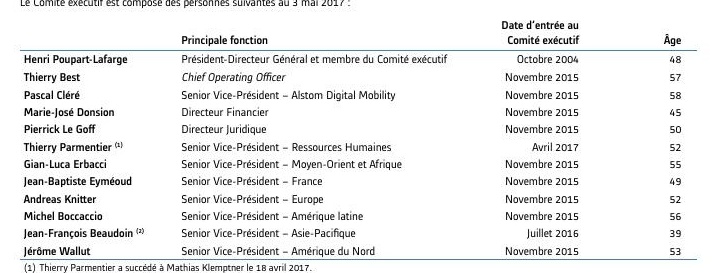 Le Comité exécutif est composé des personnes suivantes au 3 mai 2017 :
Principale fonction Date d'entrée au Comité exécutif Âge
Henri Poupart-Lafarge Président-Directeur Général et membre du Comité exécutif Octobre 2004 48
Thierry Best Chief Operating Officer Novembre 2015 57
Pascal Cléré Senior Vice-Président – Alstom Digital Mobility Novembre 2015 58
Marie-José Donsion Directeur Financier Novembre 2015 45
Pierrick Le Goff Directeur Juridique Novembre 2015 50
Thierry Parmentier (1) Senior Vice-Président – Ressources Humaines Avril 2017 52
Gian-Luca Erbacci Senior Vice-Président – Moyen-Orient et Afrique Novembre 2015 55
Jean-Baptiste Eyméoud Senior Vice-Président – France Novembre 2015 49
Andreas Knitter Senior Vice-Président – Europe Novembre 2015 52
Michel Boccaccio Senior Vice-Président – Amérique latine Novembre 2015 56
Jean-François Beaudoin (2) Senior Vice-Président – Asie-Pacifique Juillet 2016 39
Jérôme Wallut Senior Vice-Président – Amérique du Nord Novembre 2015 53
(1) Thierry Parmentier a succédé à Mathias Klemptner le 18 avril 2017.